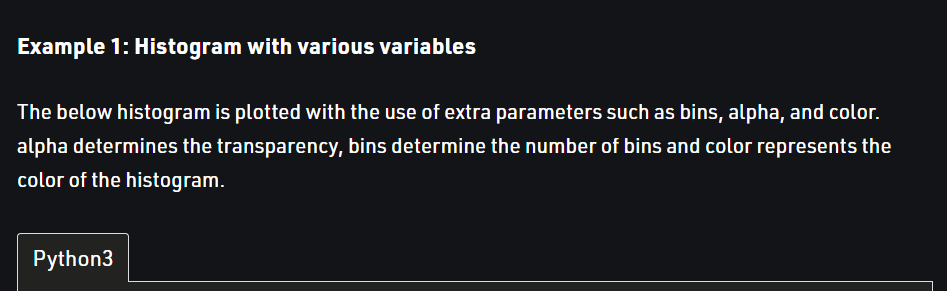 Example 1: Histogram with various variables
The below histogram is plotted with the use of extra parameters such as bins, alpha, and color.
alpha determines the transparency, bins determine the number of bins and color represents the
color of the histogram.
Python3